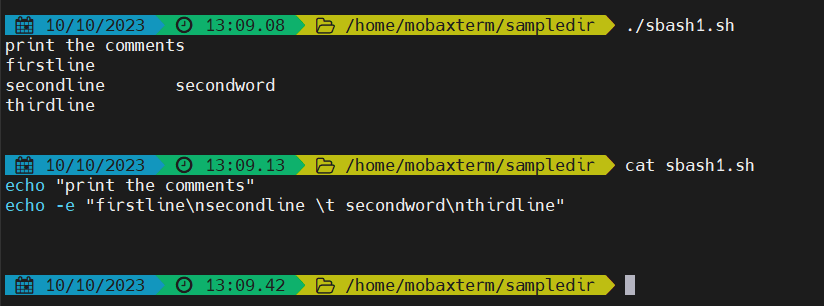 10/10/2023 13:09.08 /home/mobaxterm/sampledir ./sbash1.sh
print the comments
firstline
secondline       secondword
thirdline
10/10/2023 13:09.13 /home/mobaxterm/sampledir cat sbash1.sh
echo "print the comments"
echo -e "firstline\nsecondline \t secondword\nthirdline"
10/10/2023 13:09.42 /home/mobaxterm/sampledir